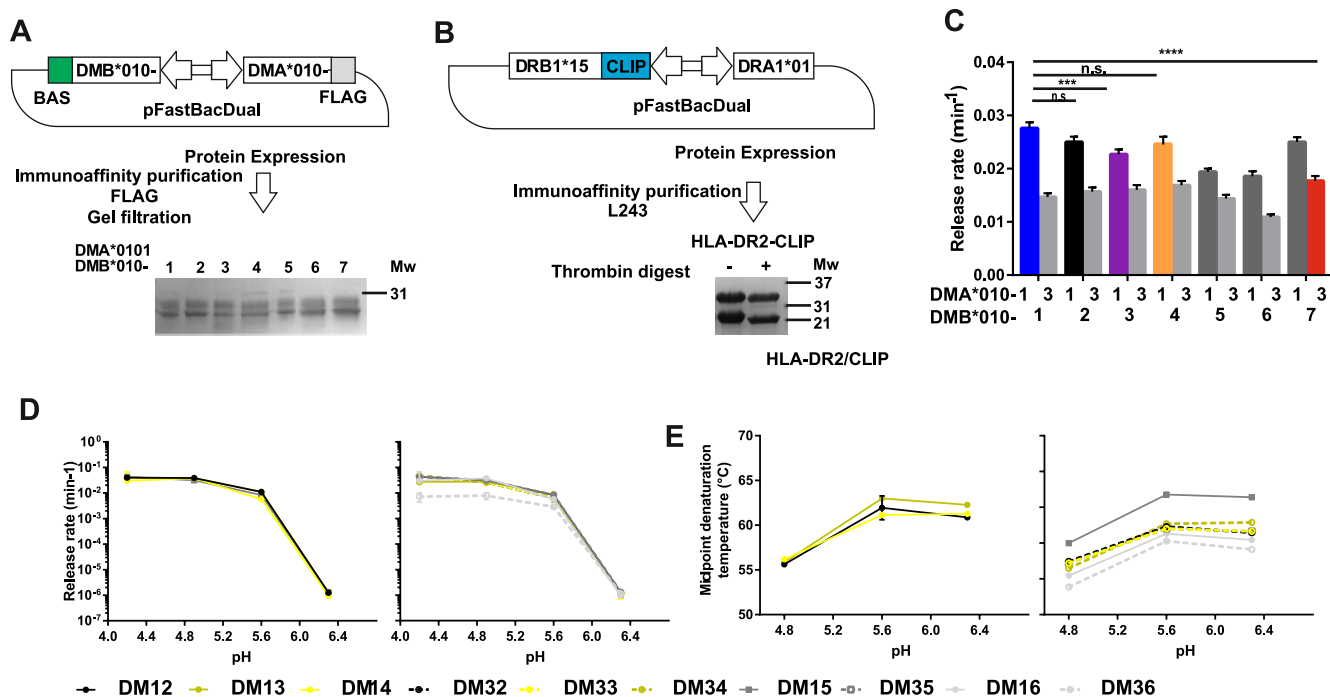 A
DMB*010-
DMA*010-
BAS
FLAG
pFastBacDual
Protein Expression
Immunoaffinity purification
FLAG
Gel filtration
DMA*0101
DMB*010- 1 2 3 4 5 6 7 Mw
31
B
DRB1*15 CLIP DRA1*01
pFastBacDual
Protein Expression
Immunoaffinity purification
L243
HLA-DR2-CLIP
Thrombin digest - + Mw
37
31
21
HLA-DR2/CLIP
C
****
n.s.
***
n.s
Release rate (min-1)
0.04
0.03
0.02
0.01
0.00
DMA*010- 1 3 1 3 1 3 1 3 1 3 1 3 1 3
DMB*010- 1 2 3 4 5 6 7
D
Release rate (min-1)
10^0
10^-1
10^-2
10^-3
10^-4
10^-5
10^-6
10^-7
4.0 4.4 4.8 5.2 5.6 6.0 6.4
pH
4.0 4.4 4.8 5.2 5.6 6.0 6.4
pH
E
Midpoint denaturation
temperature (°C)
70
65
60
55
50
4.8 5.2 5.6 6.0 6.4
pH
4.8 5.2 5.6 6.0 6.4
pH
DM12 DM13 DM14 DM32 DM33 DM34 DM15 DM35 DM16 DM36